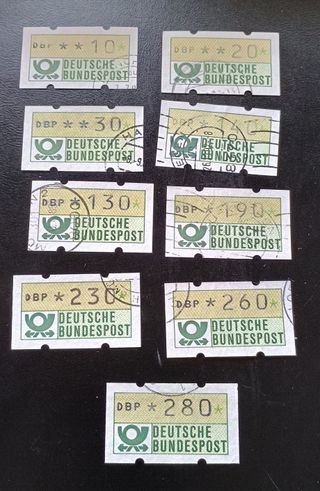 DBP **10*
DEUTSCHE
BUNDESPOST
DBP **20*
DEUTSCHE
BUNDESPOST
DBP **30*
DEUTSCHE
BUNDESPOST
DEUTSCHE
BUNDESPOST
DBP *130*
DEUTSCHE
BUNDESPOST
DBP *190*
DEUTSCHE
BUNDESPOST
DBP *230*
DEUTSCHE
BUNDESPOST
DBP *260*
DEUTSCHE
BUNDESPOST
DBP *280*
DEUTSCHE
BUNDESPOST